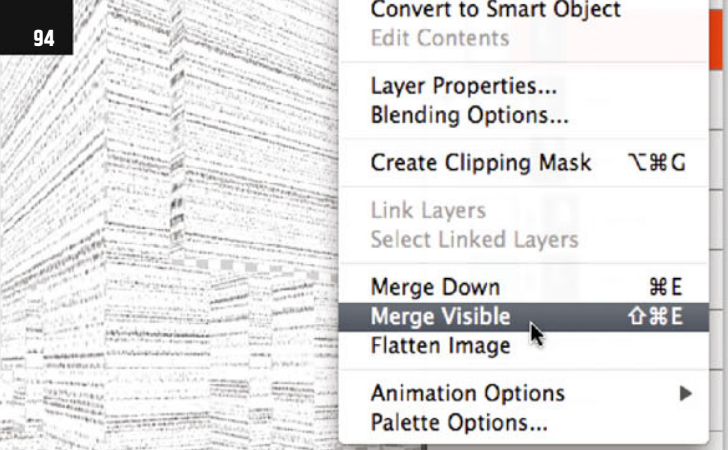 94
Convert to Smart Object
Edit Contents
Layer Properties...
Blending Options...
Create Clipping Mask ⌥⌘G
Link Layers
Select Linked Layers
Merge Down ⌘E
Merge Visible ⇧⌘E
Flatten Image
Animation Options ▶
Palette Options...